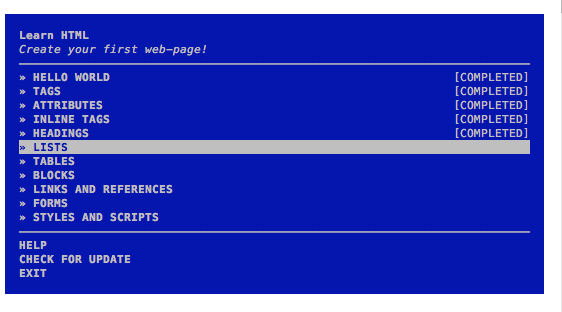 Learn HTML
Create your first web-page!
» HELLO WORLD [COMPLETED]
» TAGS [COMPLETED]
» ATTRIBUTES [COMPLETED]
» INLINE TAGS [COMPLETED]
» HEADINGS [COMPLETED]
» LISTS
» TABLES
» BLOCKS
» LINKS AND REFERENCES
» FORMS
» STYLES AND SCRIPTS
HELP
CHECK FOR UPDATE
EXIT